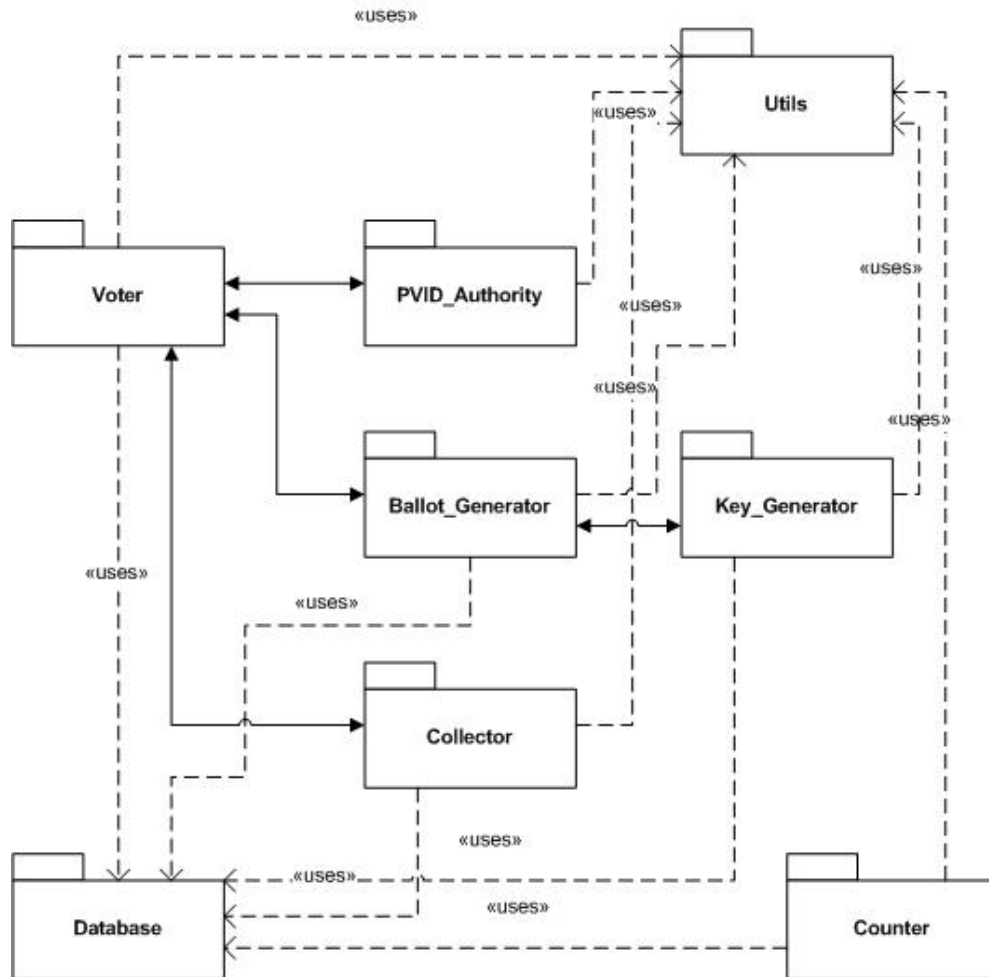 «uses»
Utils
«uses»
Voter
PVID_Authority
«uses»
«uses»
«uses»
«uses»
Ballot_Generator
Key_Generator
«uses»
«uses»
Collector
«uses»
«uses»
«uses»
Database
Counter